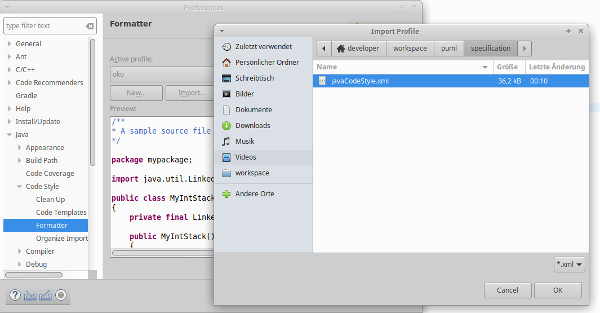 Preferences
type filter text
General
Ant
C/C++
Code Recommenders
Gradle
Help
Install/Update
Java
Appearance
Build Path
Code Coverage
Code Style
Clean Up
Code Templates
Formatter
Organize Import
Compiler
Debug
Formatter
Active profile:
oko
New...
Import...
Preview:
/**
* A sample source file
*/
package mypackage;
import java.util.Linke
public class MyIntStack
{
private final Linke
public MyIntStack()
{
Import Profile
Zuletzt verwendet
Persönlicher Ordner
Schreibtisch
Bilder
Dokumente
Downloads
Musik
Videos
workspace
Andere Orte
developer
workspace
puml
specification
Name
Größe
Letzte Änderung
javaCodeStyle.xml
36,2 kB
00:10
*.xml
Cancel
OK